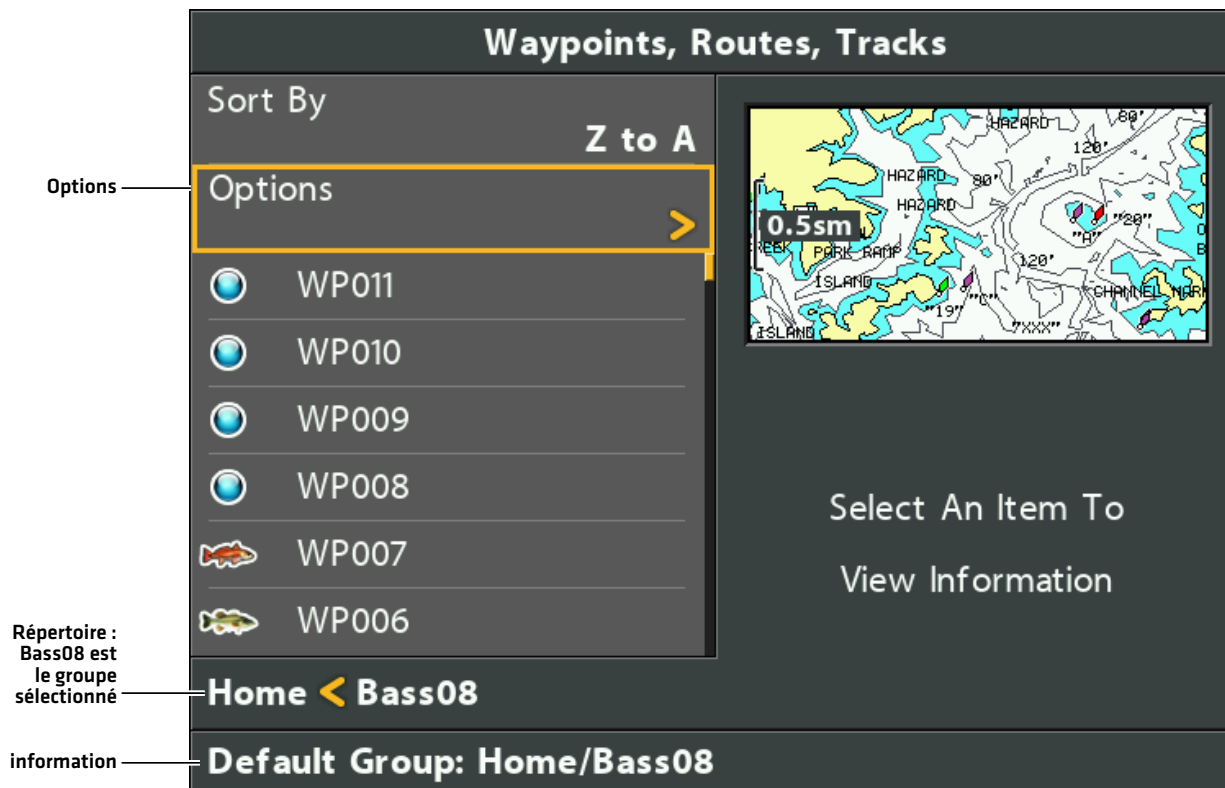 Waypoints, Routes, Tracks
Sort By
Z to A
Options
Options
WP011
WP010
WP009
WP008
WP007
WP006
HAZARD
80'
120'
HAZARD
80'
HAZARD
0.5sm
"A"
"20"
PARK RAMP
120'
ISLAND
"C"
CHANNEL
"19"
"XXX"
ISLAND
Select An Item To
View Information
Répertoire :
Bass08 est
le groupe
sélectionné
Home < Bass08
information
Default Group: Home/Bass08